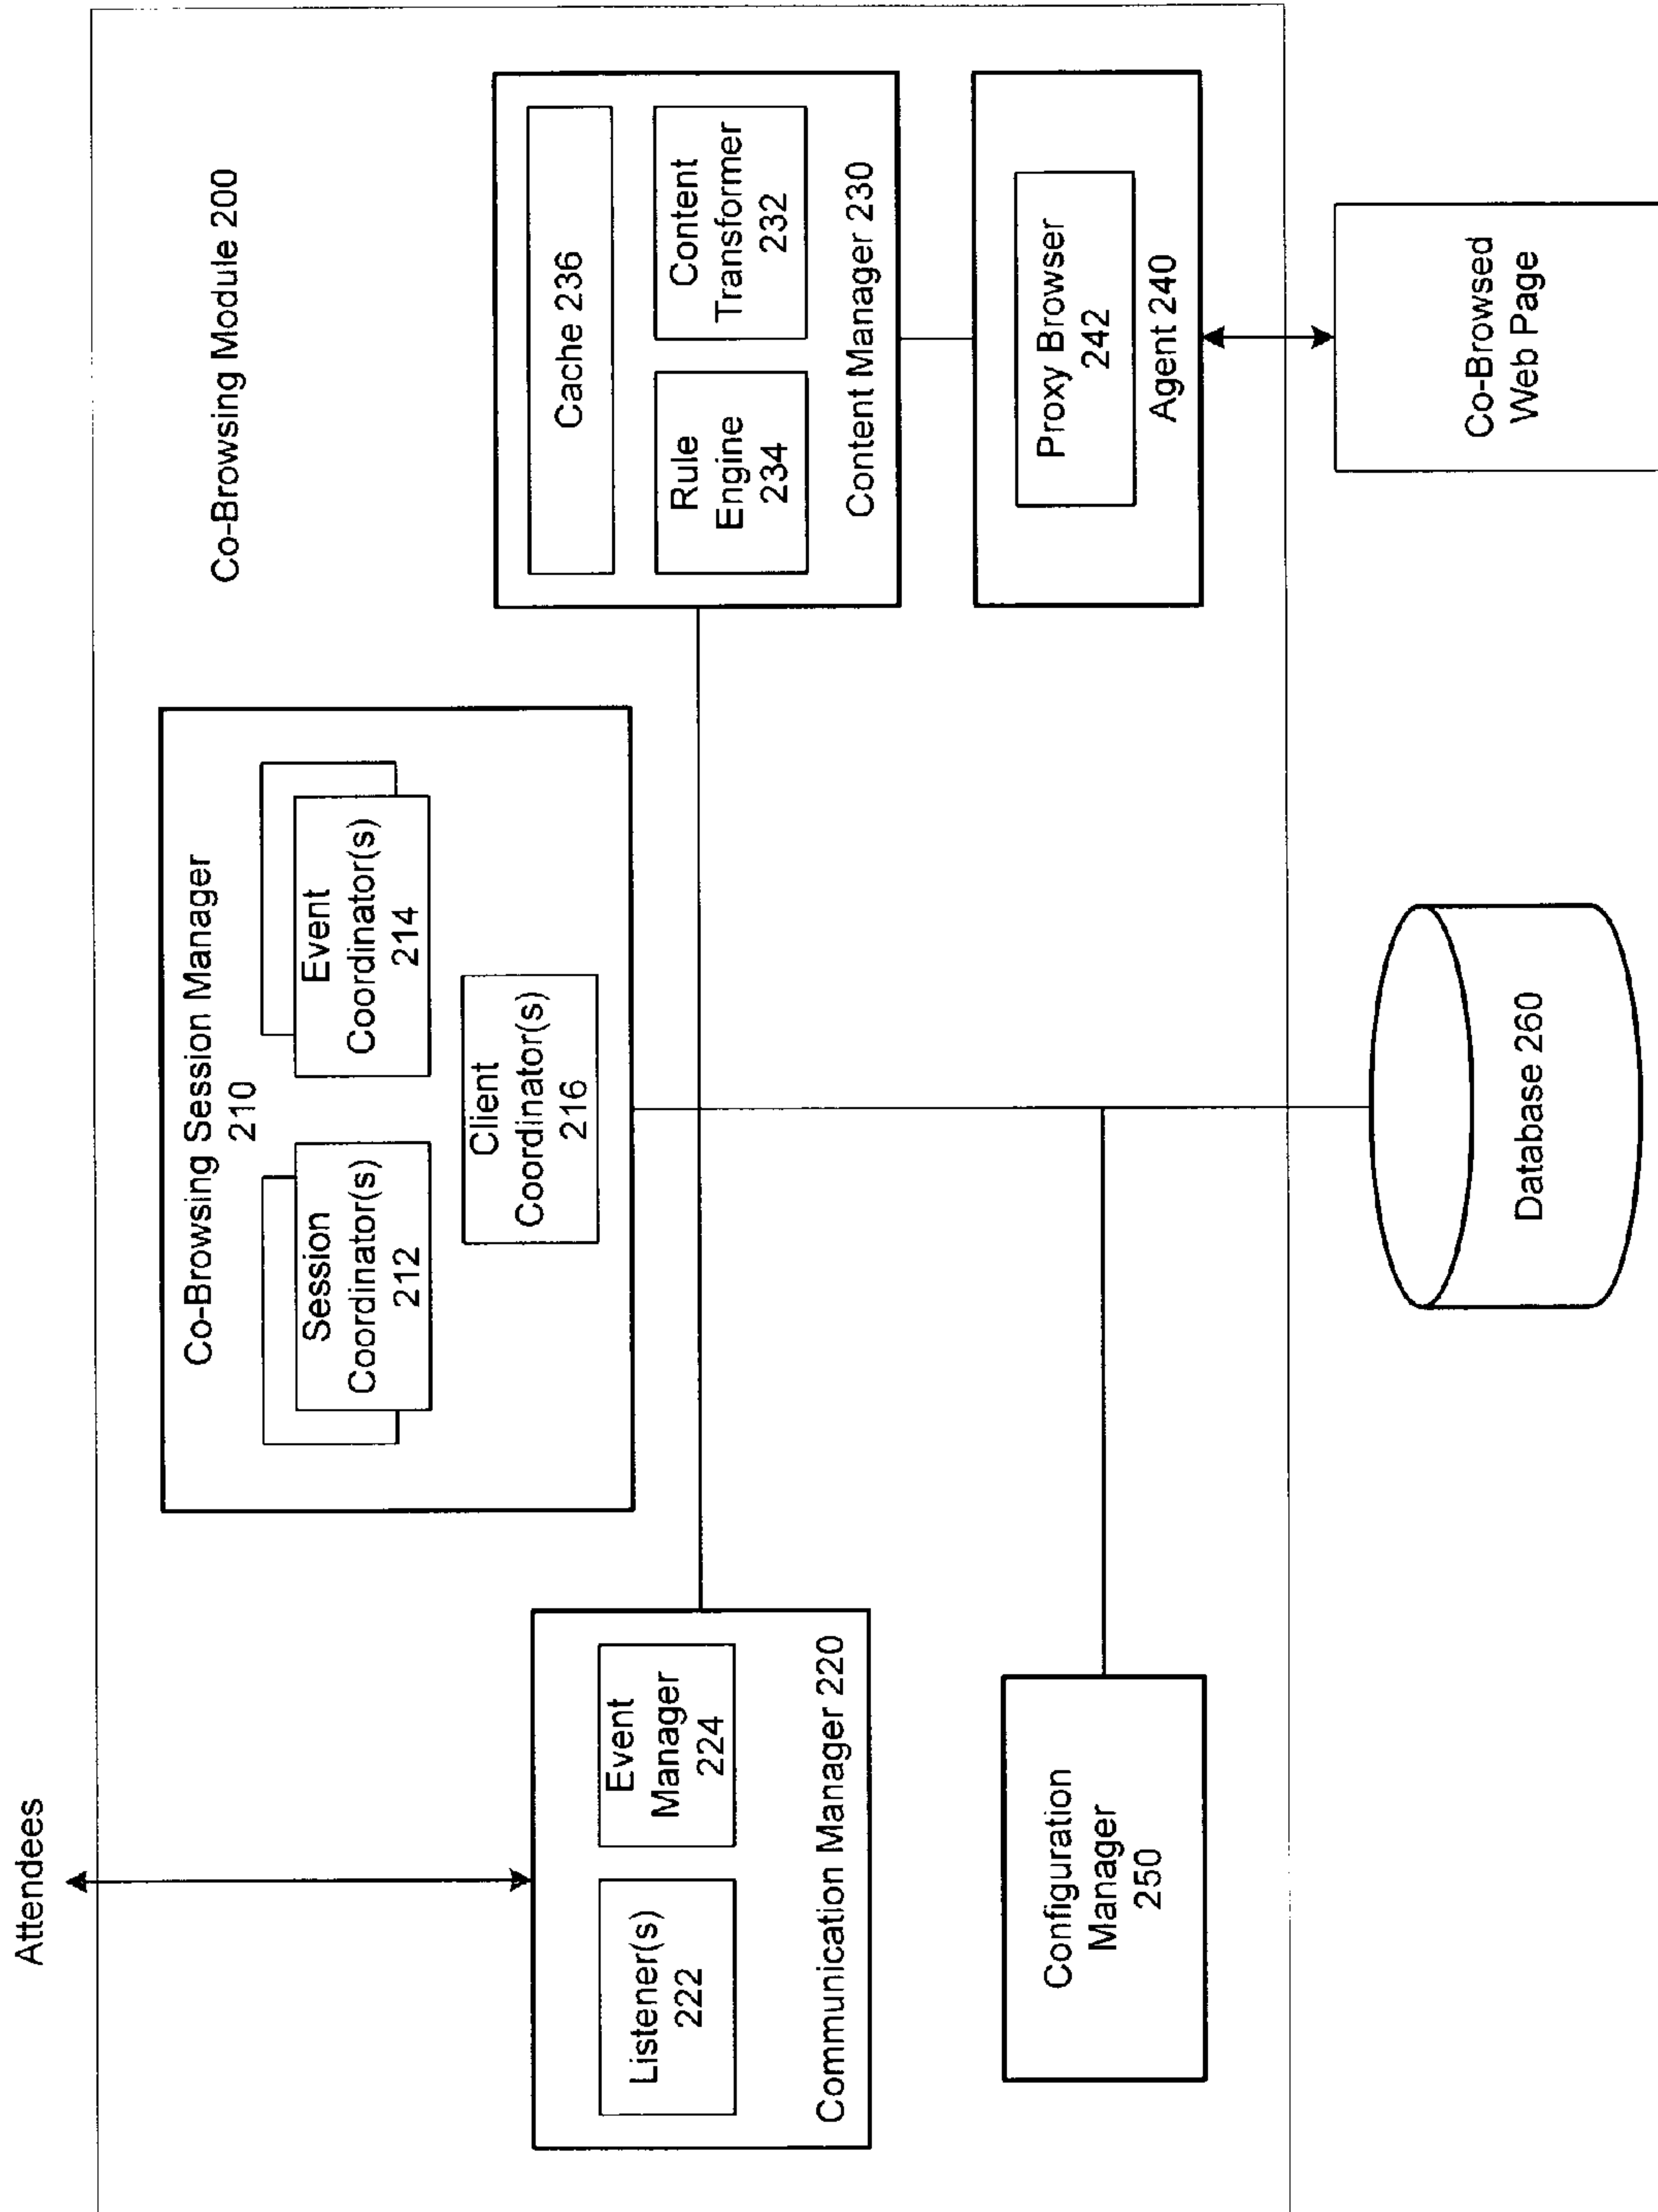 Attendees
Co-Browsing Module 200
Co-Browsing Session Manager
210
Session
Coordinator(s)
212
Event
Coordinator(s)
214
Client
Coordinator(s)
216
Listener(s)
222
Event
Manager
224
Communication Manager 220
Cache 236
Rule
Engine
234
Content
Transformer
232
Content Manager 230
Configuration
Manager
250
Proxy Browser
242
Agent 240
Database 260
Co-Browsed
Web Page